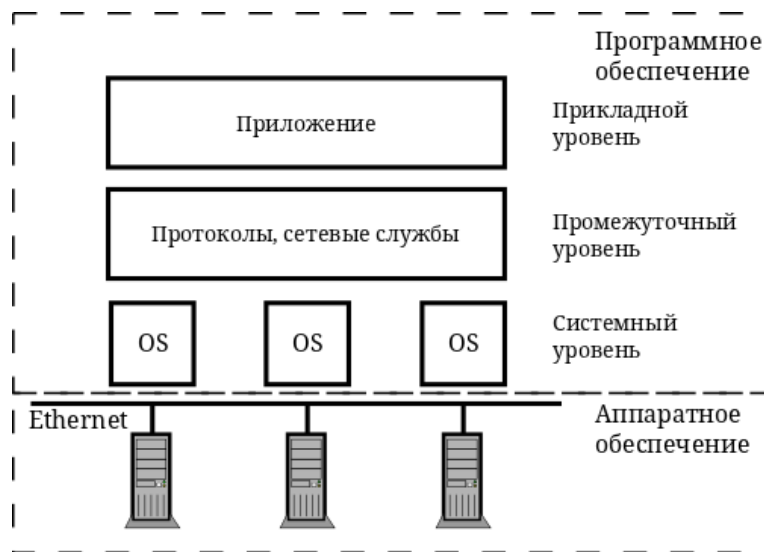 Программное
обеспечение
Приложение
Прикладной
уровень
Протоколы, сетевые службы
Промежуточный
уровень
OS
OS
OS
Системный
уровень
Ethernet
Аппаратное
обеспечение